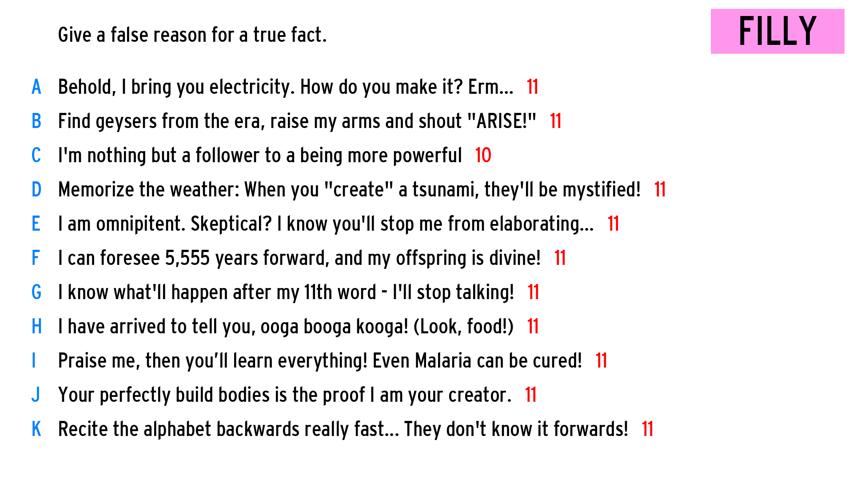 Give a false reason for a true fact.
FILLY
A Behold, I bring you electricity. How do you make it? Erm... 11
B Find geysers from the era, raise my arms and shout "ARISE!" 11
C I'm nothing but a follower to a being more powerful 10
D Memorize the weather: When you "create" a tsunami, they'll be mystified! 11
E I am omnipitent. Skeptical? I know you'll stop me from elaborating... 11
F I can foresee 5,555 years forward, and my offspring is divine! 11
G I know what'll happen after my 11th word - I'll stop talking! 11
H I have arrived to tell you, ooga booga kooga! (Look, food!) 11
I Praise me, then you’ll learn everything! Even Malaria can be cured! 11
J Your perfectly build bodies is the proof I am your creator. 11
K Recite the alphabet backwards really fast... They don't know it forwards! 11